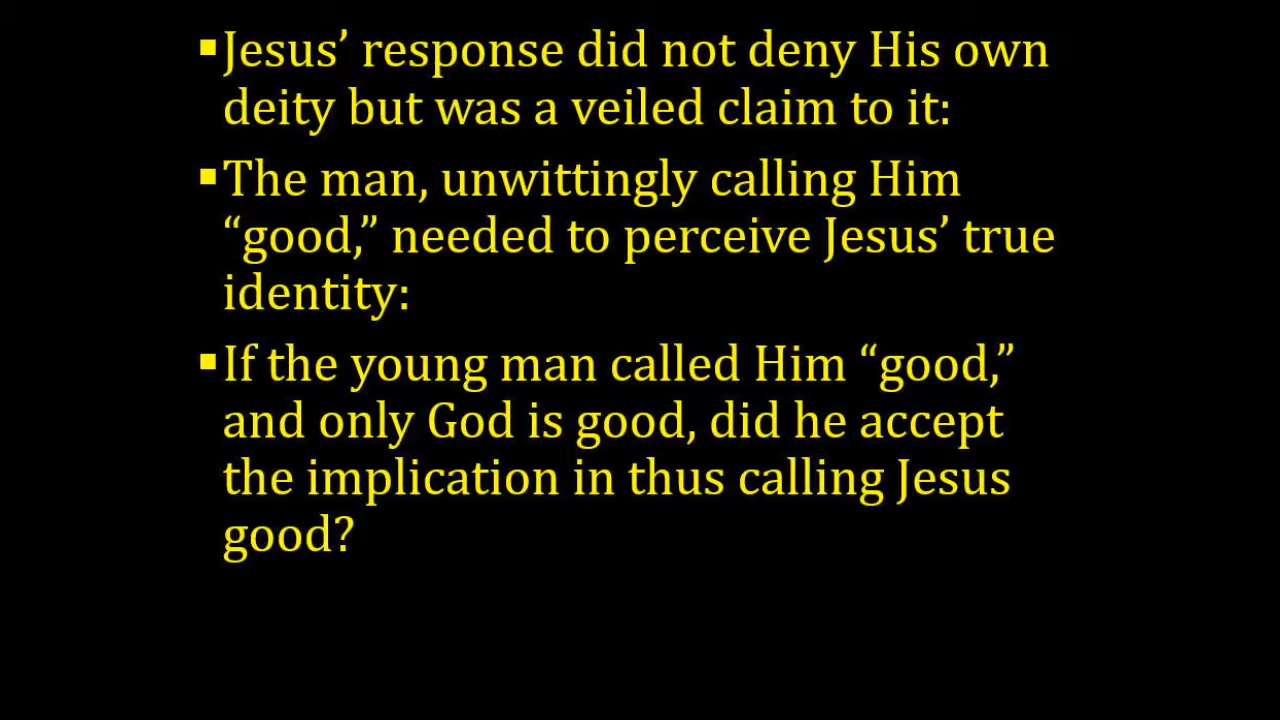 ▪Jesus’ response did not deny His own
deity but was a veiled claim to it:
▪The man, unwittingly calling Him
“good,” needed to perceive Jesus’ true
identity:
▪If the young man called Him “good,”
and only God is good, did he accept
the implication in thus calling Jesus
good?